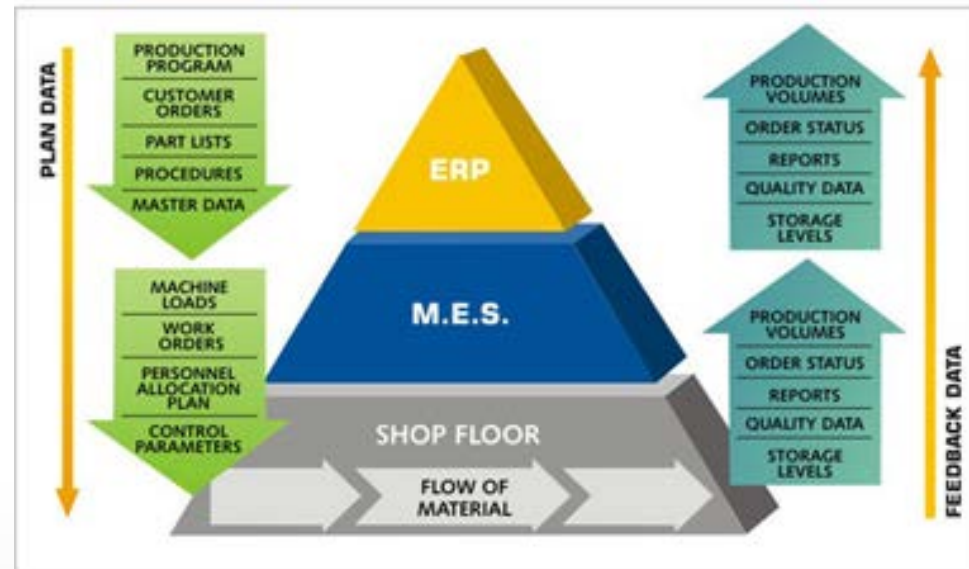 PLAN DATA
PRODUCTION
PROGRAM
CUSTOMER
ORDERS
PART LISTS
PROCEDURES
MASTER DATA
MACHINE
LOADS
WORK
ORDERS
PERSONNEL
ALLOCATION
PLAN
CONTROL
PARAMETERS
ERP
M.E.S.
SHOP FLOOR
FLOW OF
MATERIAL
PRODUCTION
VOLUMES
ORDER STATUS
REPORTS
QUALITY DATA
STORAGE
LEVELS
PRODUCTION
VOLUMES
ORDER STATUS
REPORTS
QUALITY DATA
STORAGE
LEVELS
FEEDBACK DATA